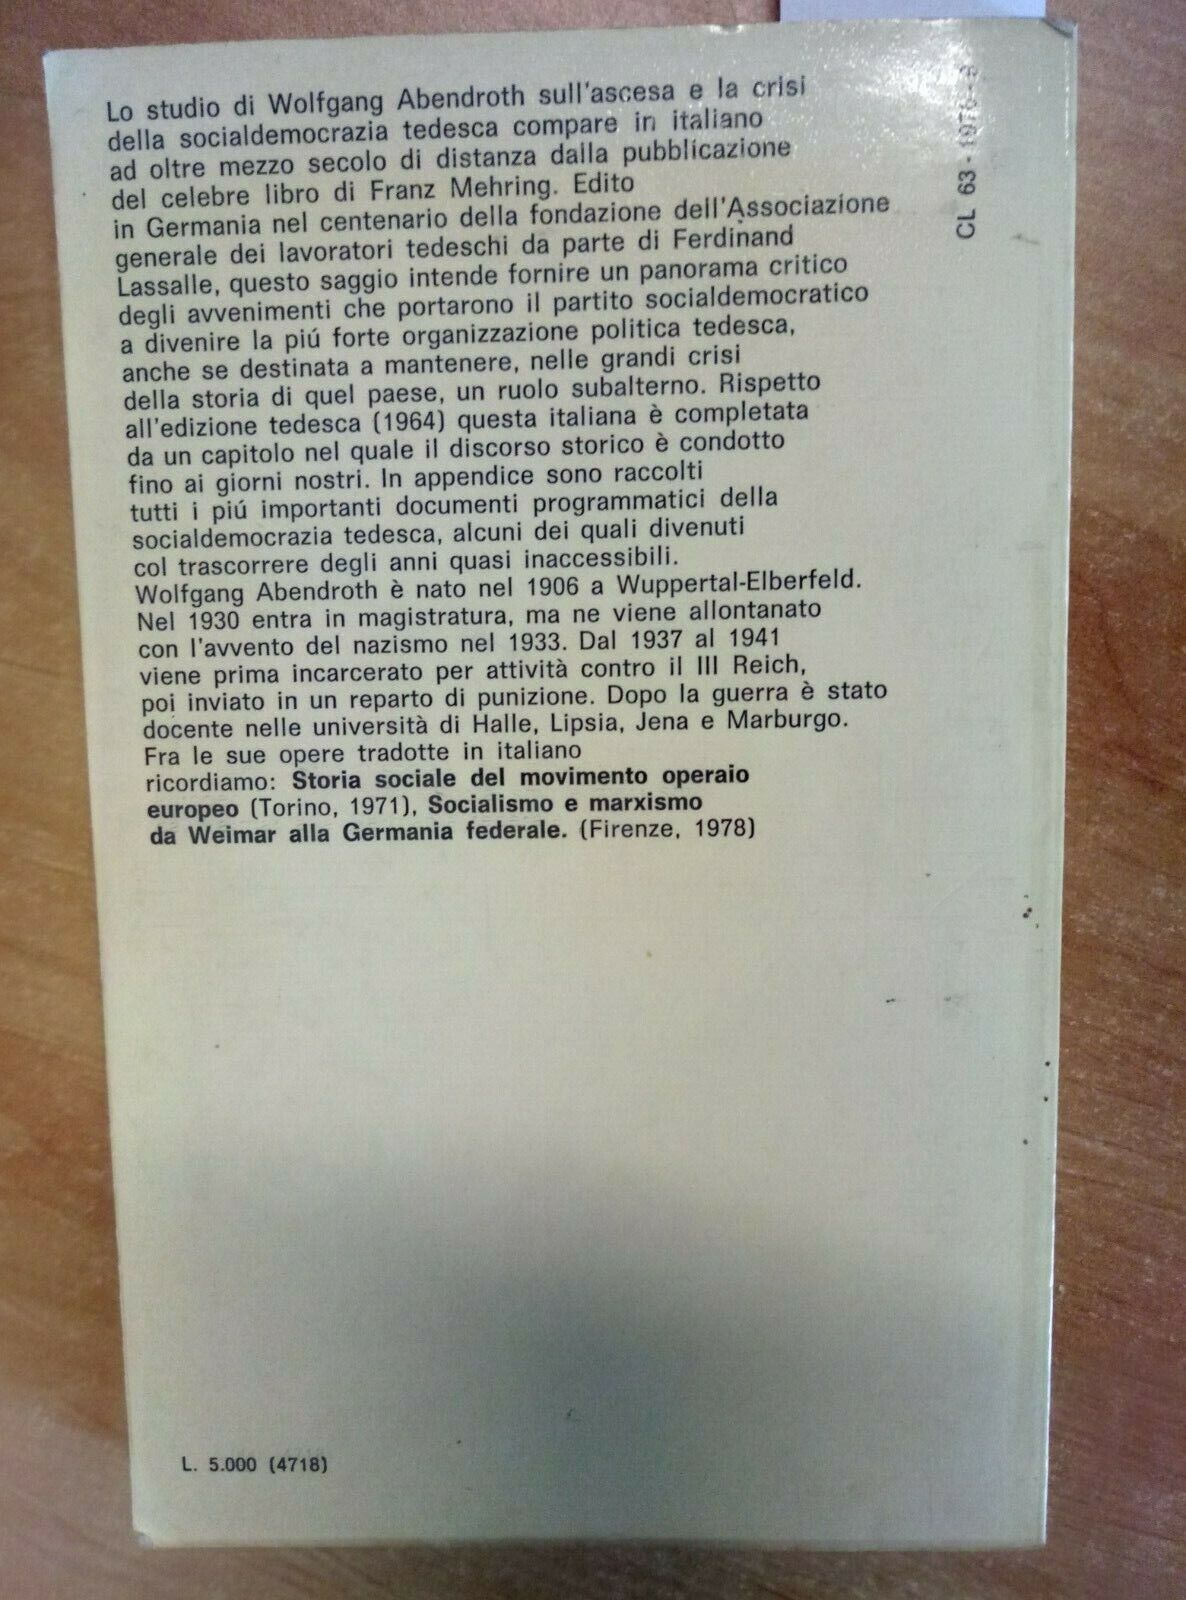 Lo studio di Wolfgang Abendroth sull'ascesa e la crisi
della socialdemocrazia tedesca compare in italiano
ad oltre mezzo secolo di distanza dalla pubblicazione
del celebre libro di Franz Mehring. Edito
in Germania nel centenario della fondazione dell'Associazione
generale dei lavoratori tedeschi da parte di Ferdinand
Lassalle, questo saggio intende fornire un panorama critico
degli avvenimenti che portarono il partito socialdemocratico
a divenire la piú forte organizzazione politica tedesca,
anche se destinata a mantenere, nelle grandi crisi
della storia di quel paese, un ruolo subalterno. Rispetto
all'edizione tedesca (1964) questa italiana è completata
da un capitolo nel quale il discorso storico è condotto
fino ai giorni nostri. In appendice sono raccolti
tutti i piú importanti documenti programmatici della
socialdemocrazia tedesca, alcuni dei quali divenuti
col trascorrere degli anni quasi inaccessibili.
Wolfgang Abendroth è nato nel 1906 a Wuppertal-Elberfeld.
Nel 1930 entra in magistratura, ma ne viene allontanato
con l'avvento del nazismo nel 1933. Dal 1937 al 1941
viene prima incarcerato per attività contro il III Reich,
poi inviato in un reparto di punizione. Dopo la guerra è stato
docente nelle università di Halle, Lipsia, Jena e Marburgo.
Fra le sue opere tradotte in italiano
ricordiamo: Storia sociale del movimento operaio
europeo (Torino, 1971), Socialismo e marxismo
da Weimar alla Germania federale. (Firenze, 1978)
L. 5.000 (4718)
CL 63-